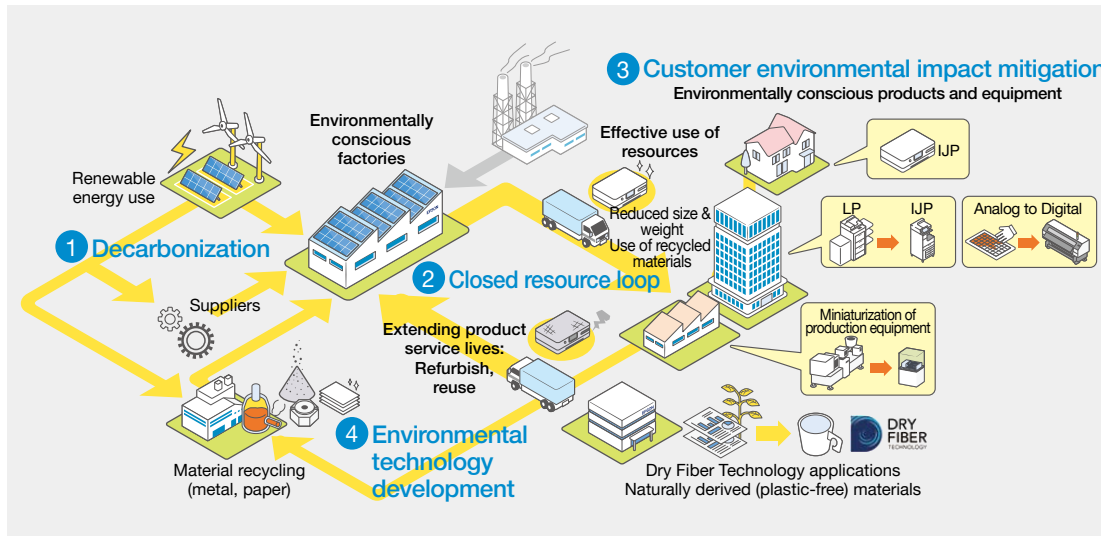 3 Customer environmental impact mitigation
Environmentally conscious products and equipment
Environmentally
conscious
factories
Effective use of
resources
IJP
Renewable
energy use
Reduced size &
weight
Use of recycled
materials
LP
IJP
Analog to Digital
1 Decarbonization
2 Closed resource loop
Suppliers
Extending product
service lives:
Refurbish,
reuse
Miniaturization of
production equipment
4 Environmental
technology
development
DRY
FIBER
TECHNOLOGY
Material recycling
(metal, paper)
Dry Fiber Technology applications
Naturally derived (plastic-free) materials